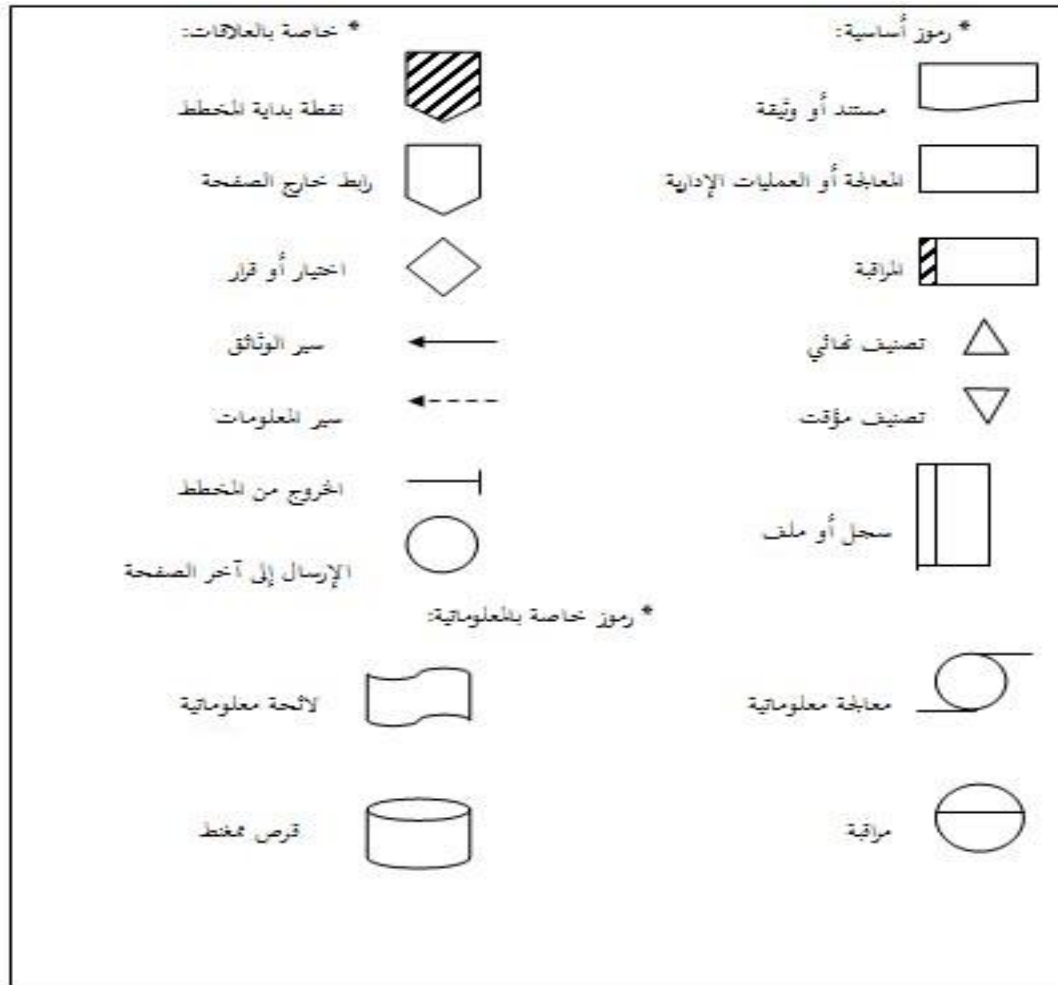 * رموز أساسية:
مستند أو وثيقة
المعالجة أو العمليات الإدارية
المراقبة
تصنيف نهائي
تصنيف مؤقت
سجل أو ملف
* خاصة بالعلاقات:
نقطة بداية المخطط
رابط خارج الصفحة
اختيار أو قرار
سير الوثائق
سير المعلومات
الخروج من المخطط
الإرسال إلى آخر الصفحة
* رموز خاصة بالمعلوماتية:
معالجة معلوماتية
مراقبة
لائحة معلوماتية
قرص ممغنط